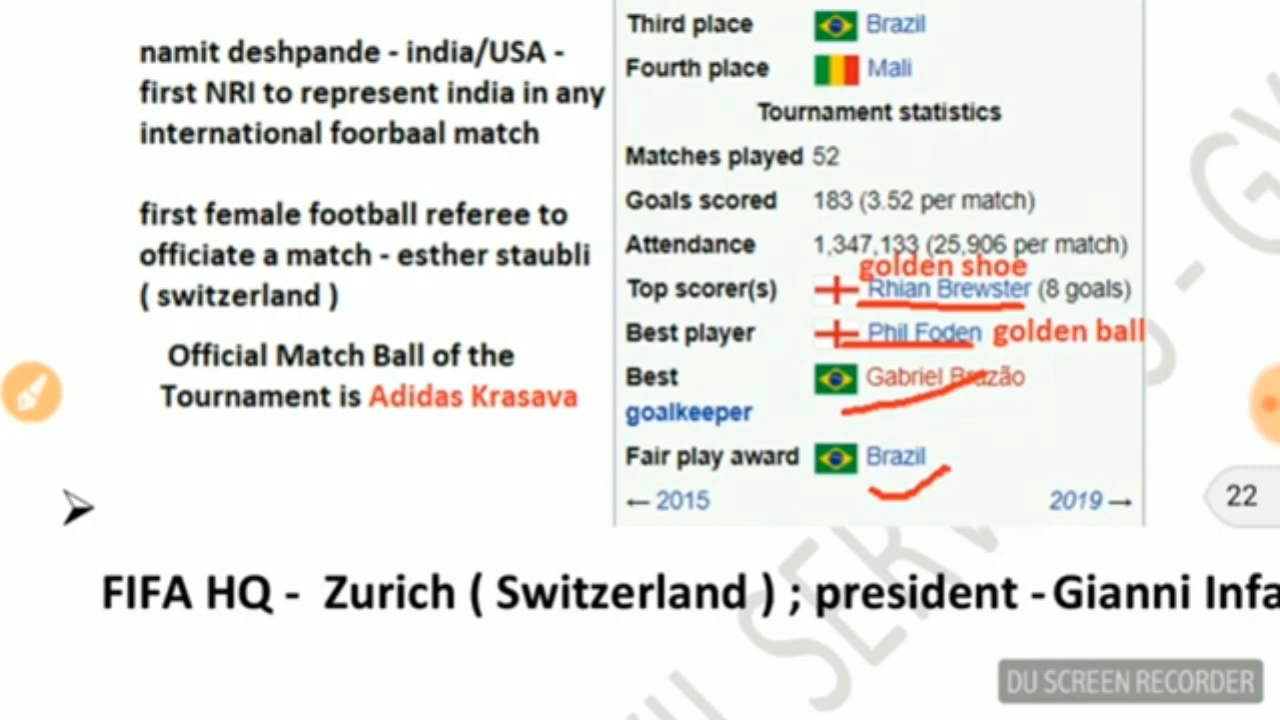 namit deshpande - india/USA -
first NRI to represent india in any
international foorbaal match
first female football referee to
officiate a match - esther staubli
( switzerland )
Official Match Ball of the
Tournament is Adidas Krasava
Third place Brazil
Fourth place Mali
Tournament statistics
Matches played 52
Goals scored 183 (3.52 per match)
Attendance 1,347,133 (25,906 per match)
golden shoe
Top scorer(s) Rhian Brewster (8 goals)
Best player Phil Foden golden ball
Best Gabriel Brazão
goalkeeper
Fair play award Brazil
← 2015 2019 →
22
FIFA HQ - Zurich ( Switzerland ) ; president - Gianni Infa
DU SCREEN RECORDER